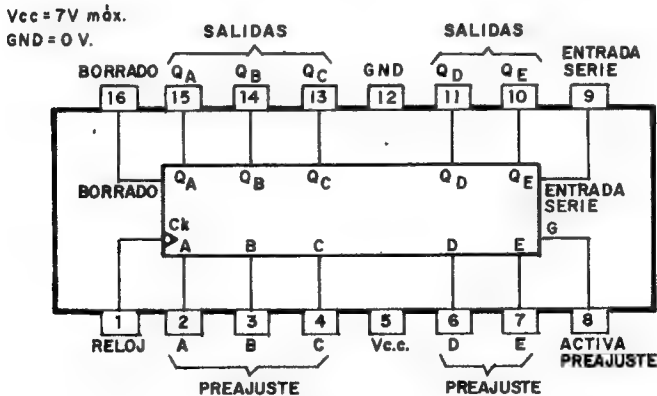 Vcc = 7V máx.
GND = 0 V.
SALIDAS
SALIDAS
BORRADO QA QB QC GND QD QE ENTRADA SERIE
16 15 14 13 12 11 10 9
BORRADO QA QB QC QD QE ENTRADA SERIE
Ck G
A B C D E
1 2 3 4 5 6 7 8
RELOJ A B C Vc.c. D E ACTIVA PREAJUSTE
PREAJUSTE PREAJUSTE